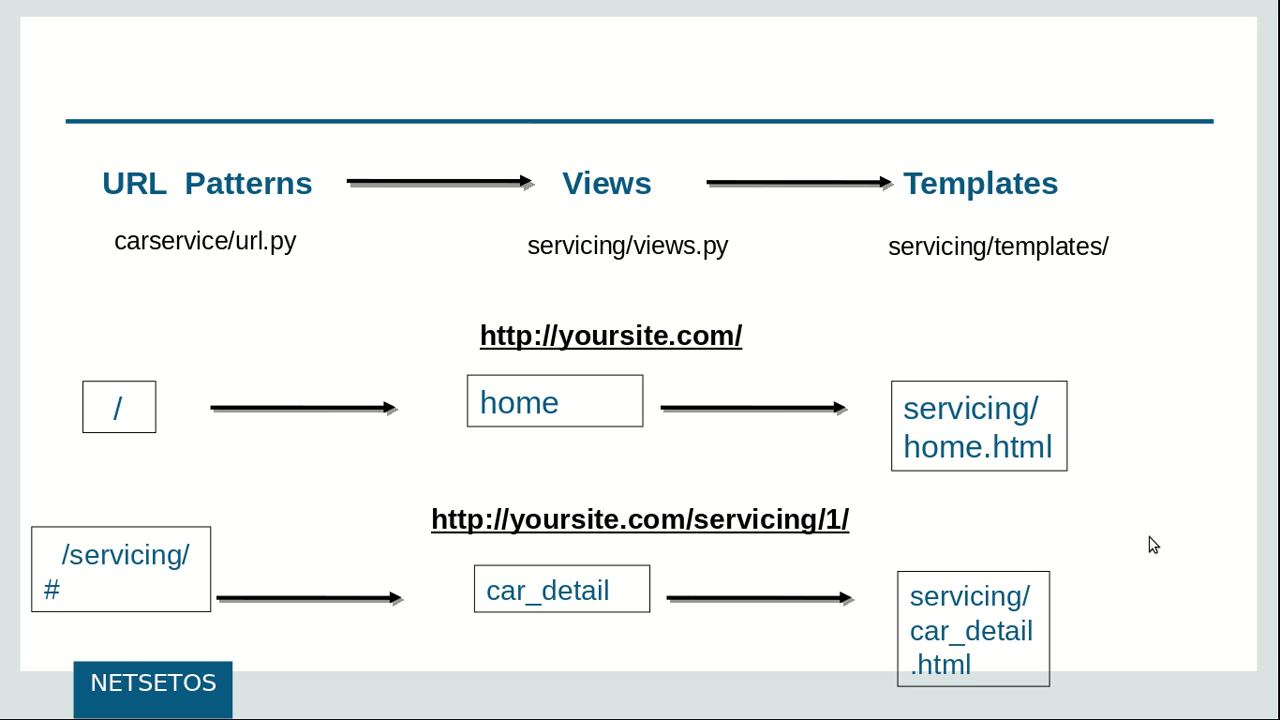 URL  Patterns
Views
Templates
carservice/url.py
servicing/views.py
servicing/templates/
http://yoursite.com/
/
home
servicing/
home.html
http://yoursite.com/servicing/1/
/servicing/
#
car_detail
servicing/
car_detail
.html
NETSETOS